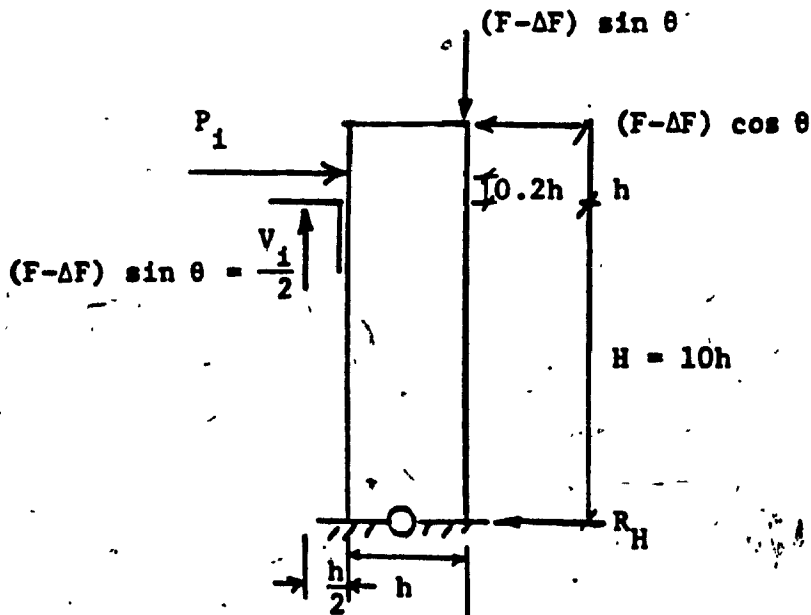 (F-ΔF) sin θ
P_i
(F-ΔF) cos θ
0.2h
h
(F-ΔF) sin θ = V_i/2
H = 10h
R_H
h/2
h